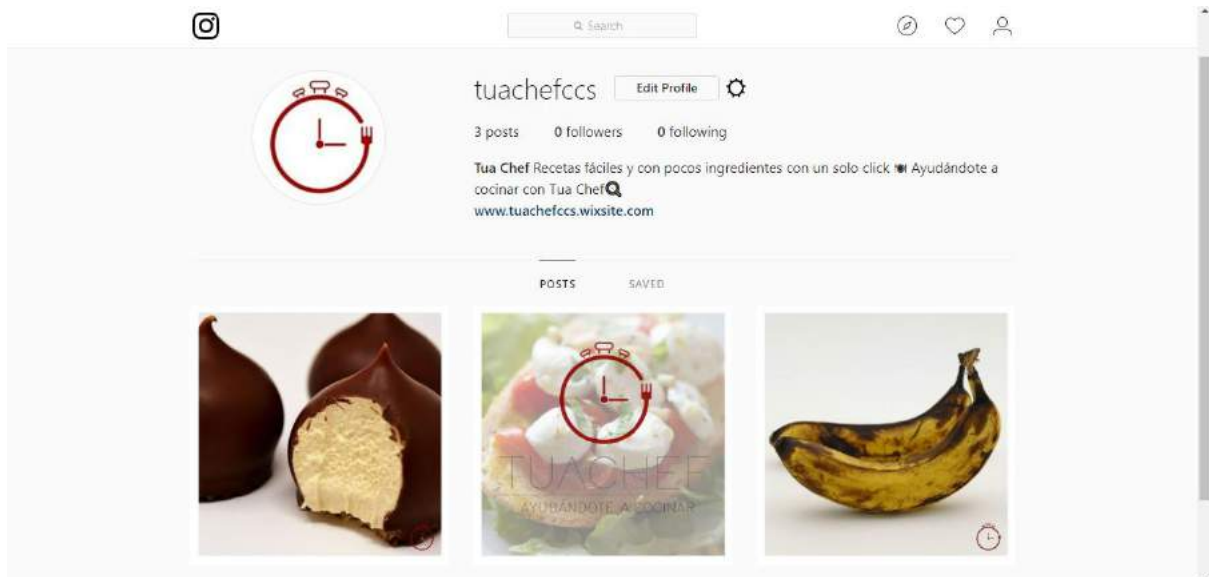 Search
tuachefccs Edit Profile
3 posts 0 followers 0 following
Tua Chef Recetas fáciles y con pocos ingredientes con un solo click 🍽 Ayudándote a
cocinar con Tua Chef🔍
www.tuachefccs.wixsite.com
POSTS SAVED
TUACHEF
AYUDÁNDOTE A COCINAR